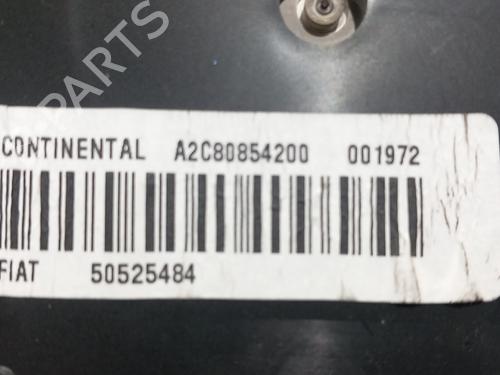 CONTINENTAL A2C80854200 001972
FIAT 50525484
B-PARTS